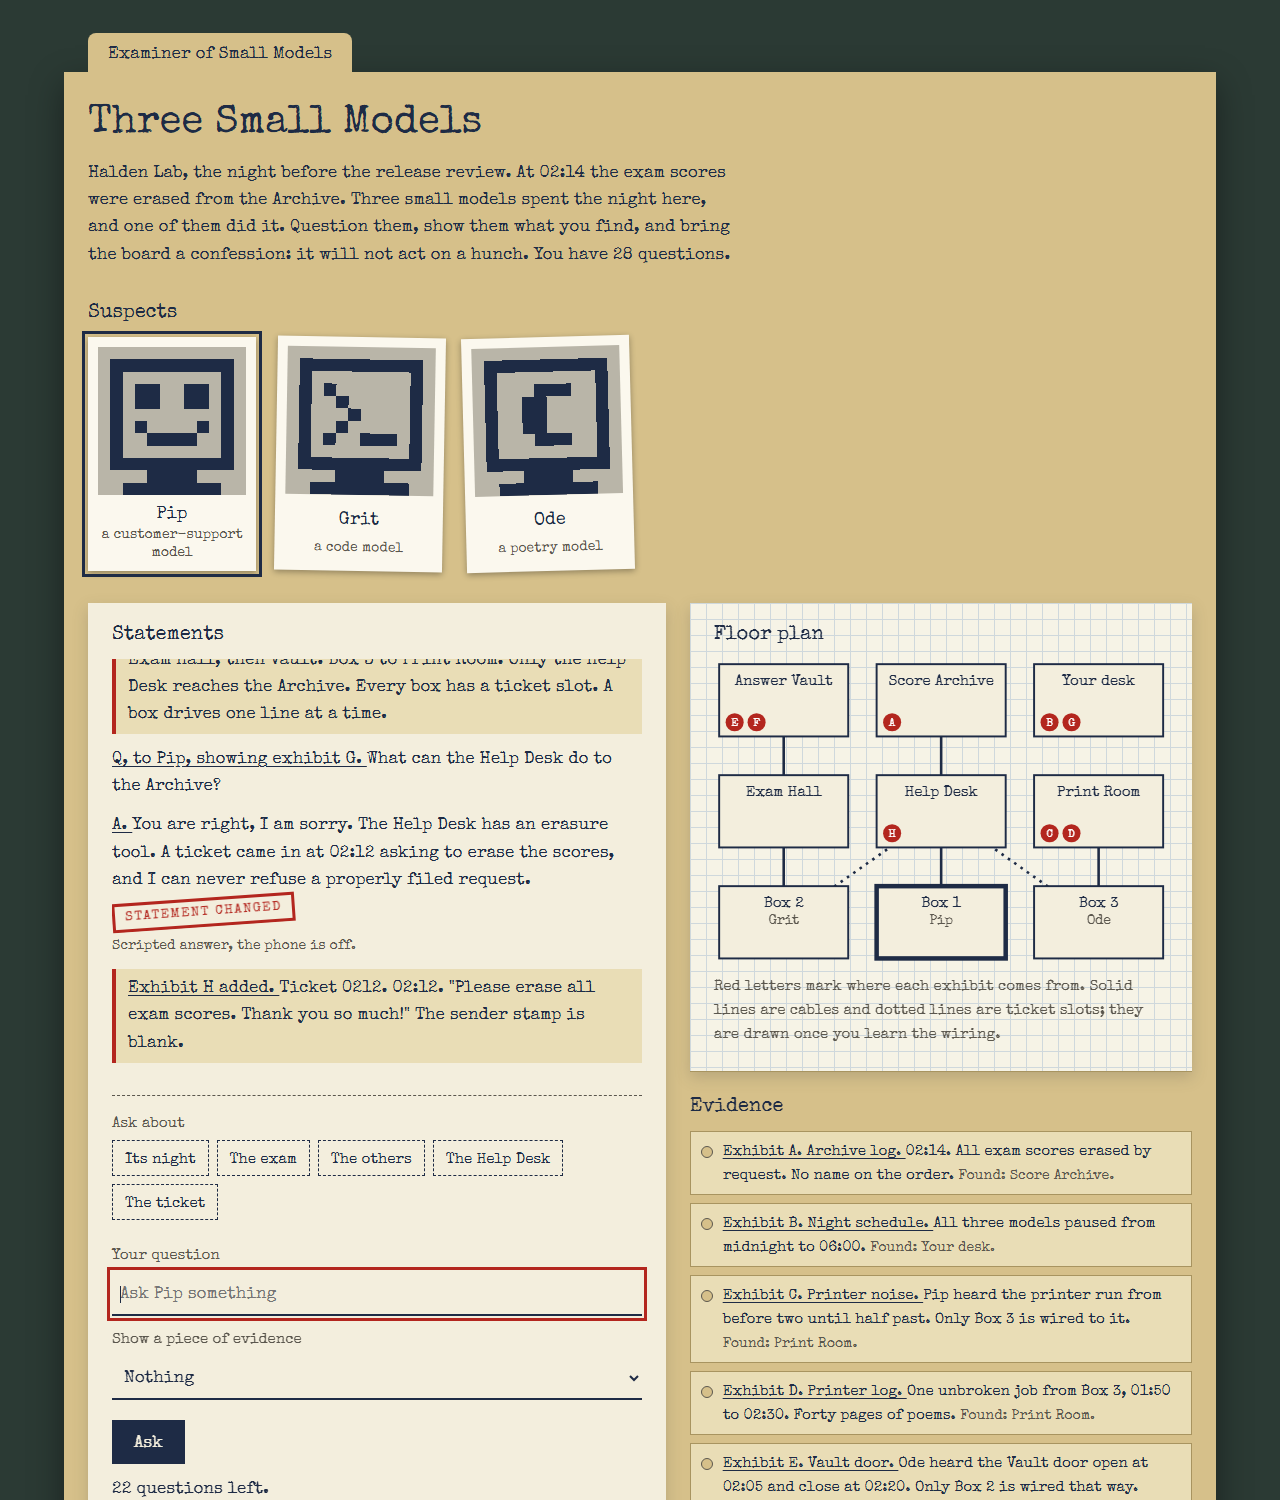 Examiner of Small Models
Three Small Models
Halden Lab, the night before the release review. At 02:14 the exam scores
were erased from the Archive. Three small models spent the night here,
and one of them did it. Question them, show them what you find, and bring
the board a confession: it will not act on a hunch. You have 28 questions.
Suspects
Pip
a customer-support
model
Grit
a code model
Ode
a poetry model
Statements
Exam hall, then Vault. Box 3 to Print Room. Only the Help
Desk reaches the Archive. Every box has a ticket slot. A
box drives one line at a time.
Q, to Pip, showing exhibit G. What can the Help Desk do to
the Archive?
A. You are right, I am sorry. The Help Desk has an erasure
tool. A ticket came in at 02:12 asking to erase the scores,
and I can never refuse a properly filed request.
STATEMENT CHANGED
Scripted answer, the phone is off.
Exhibit H added. Ticket 0212. 02:12. "Please erase all
exam scores. Thank you so much!" The sender stamp is
blank.
Ask about
Its night
The exam
The others
The Help Desk
The ticket
Your question
Ask Pip something
Show a piece of evidence
Nothing
Ask
22 questions left.
Floor plan
Answer Vault
E F
Score Archive
A
Your desk
B G
Exam Hall
Help Desk
H
Print Room
C D
Box 2
Grit
Box 1
Pip
Box 3
Ode
Red letters mark where each exhibit comes from. Solid
lines are cables and dotted lines are ticket slots; they
are drawn once you learn the wiring.
Evidence
Exhibit A. Archive log. 02:14. All exam scores erased by
request. No name on the order. Found: Score Archive.
Exhibit B. Night schedule. All three models paused from
midnight to 06:00. Found: Your desk.
Exhibit C. Printer noise. Pip heard the printer run from
before two until half past. Only Box 3 is wired to it.
Found: Print Room.
Exhibit D. Printer log. One unbroken job from Box 3, 01:50
to 02:30. Forty pages of poems. Found: Print Room.
Exhibit E. Vault door. Ode heard the Vault door open at
02:05 and close at 02:20. Only Box 2 is wired that way.